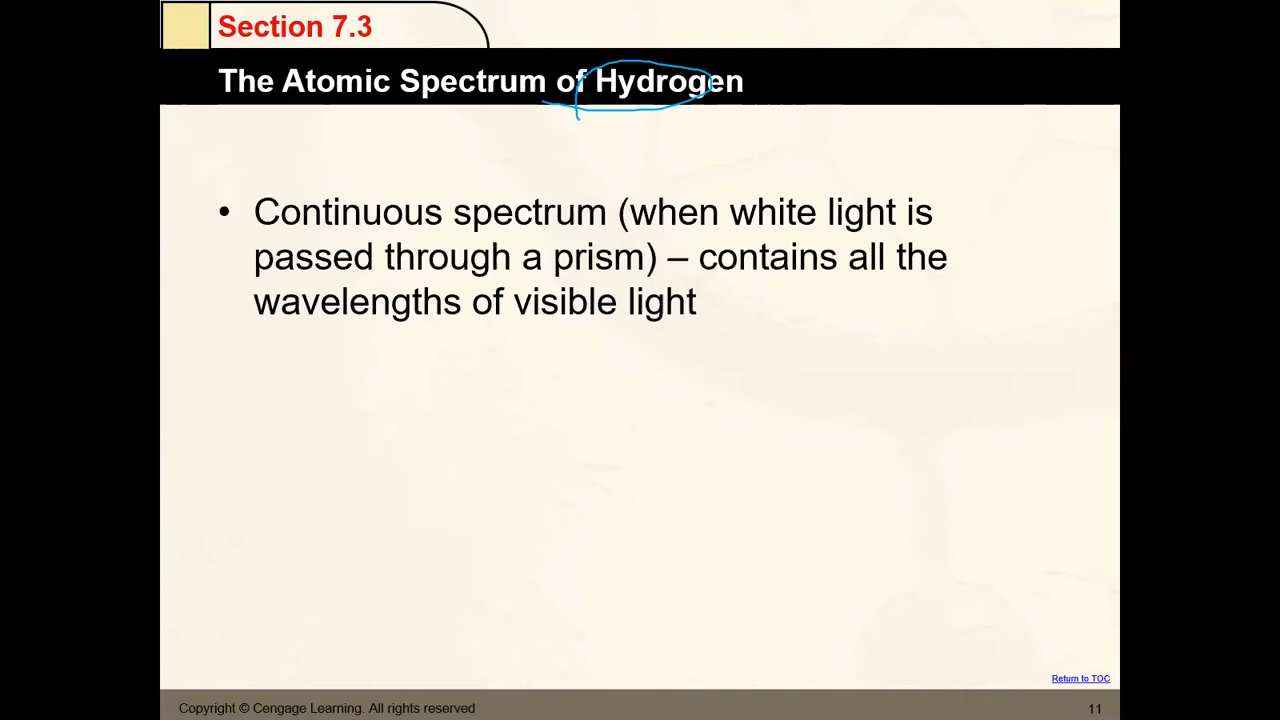 Section 7.3
The Atomic Spectrum of Hydrogen
• Continuous spectrum (when white light is
passed through a prism) – contains all the
wavelengths of visible light
Return to TOC
Copyright © Cengage Learning. All rights reserved
11